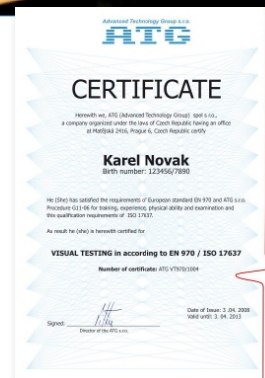 Advanced Technology Group s.r.o.
ATG
CERTIFICATE
Herewith we, ATG (Advanced Technology Group) spol s r.o.,
a company organized under the laws of Czech Republic having an office
at Matějská 2416, Prague 6, Czech Republic certify
Karel Novak
Birth number: 123456/7890
He (She) has satisfied the requirements of European standard EN 970 and ATG s.r.o.
Procedure G11-06 for training, experience, physical ability and examination and
this qualification requirements of ISO 17637.
As result he (she) is herewith certified for
VISUAL TESTING in according to EN 970 / ISO 17637
Number of certificate: ATG VT970/1004
Date of Issue: 3 .04. 2008
Valid until: 3. 04. 2013
Signed:
Director of the ATG s.r.o.